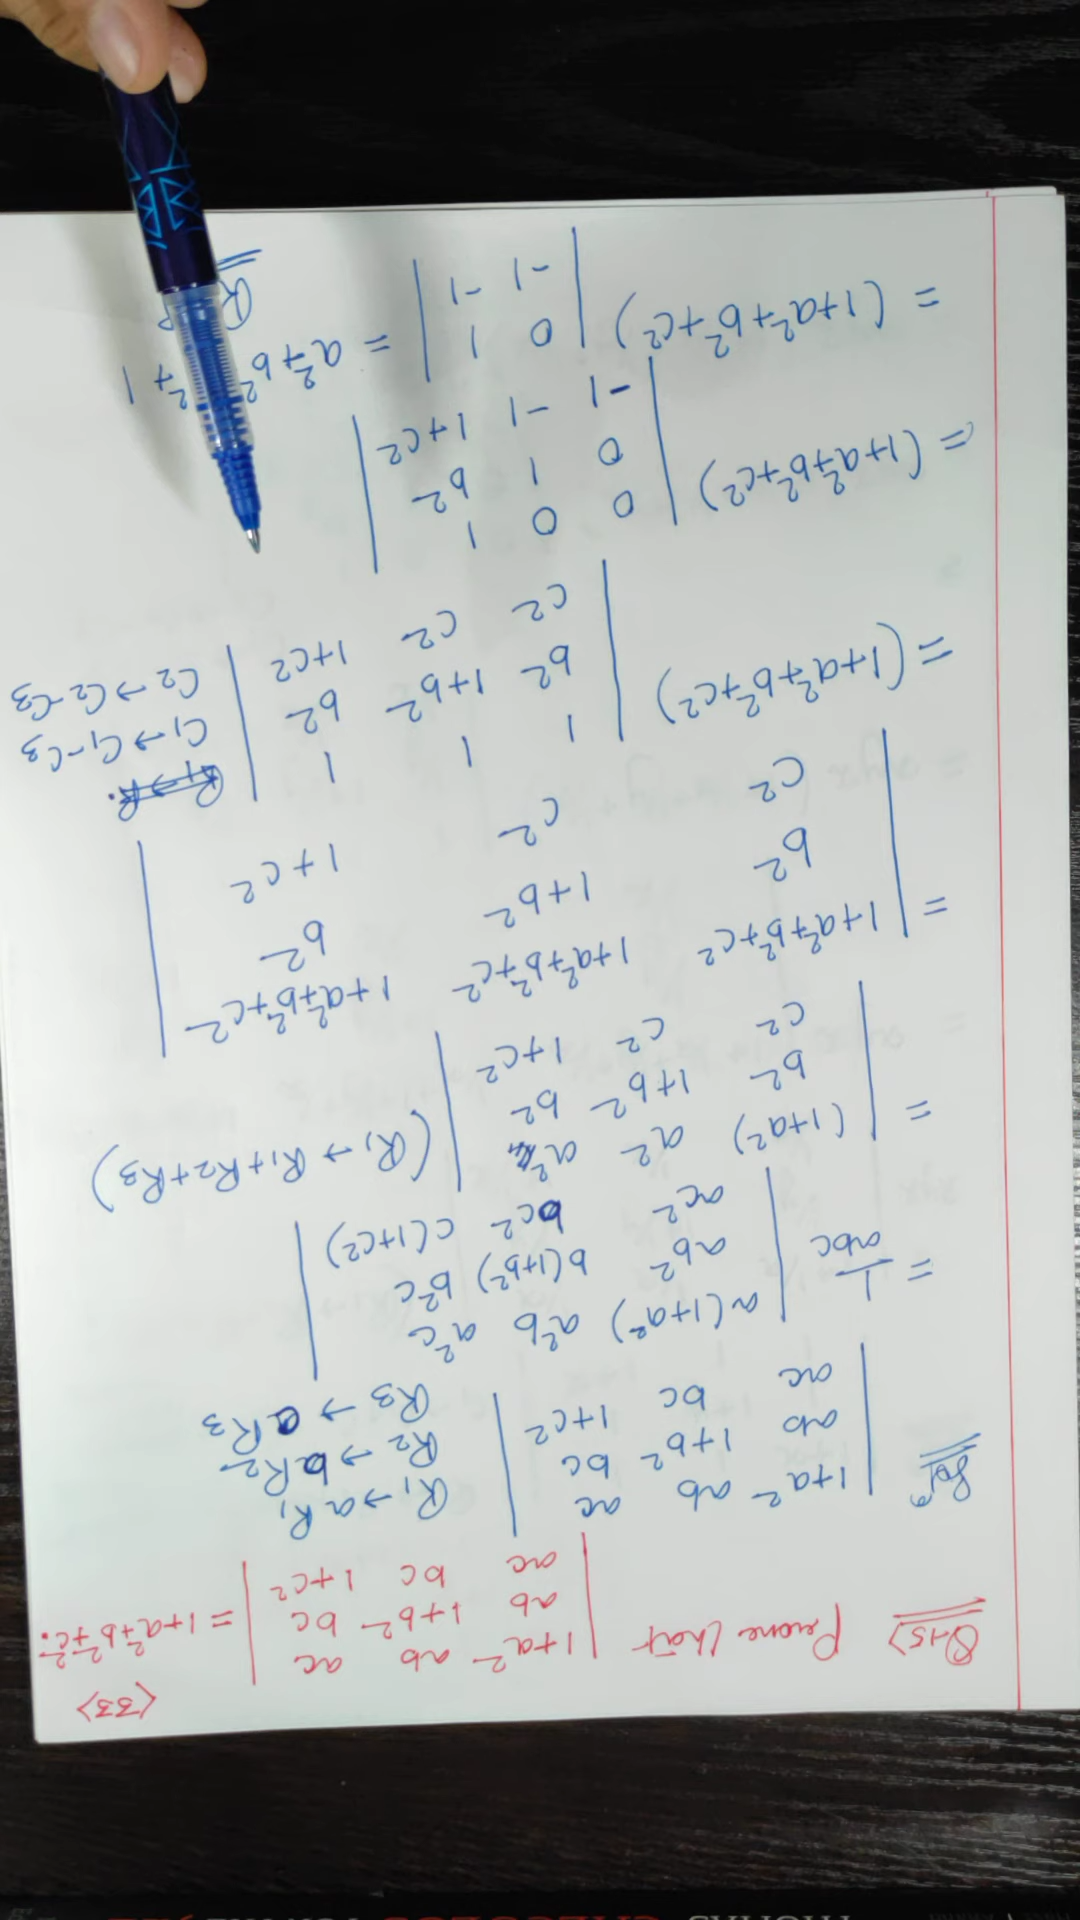 (33)
Q.15) Prove that | 1+a² ab ac |
| ab 1+b² bc | = 1+a²+b²+c².
| ac bc 1+c² |
Solⁿ | 1+a² ab ac | R₁→aR₁
| ab 1+b² bc | R₂→bR₂
| ac bc 1+c² | R₃→cR₃
= 1/abc | a(1+a²) a²b a²c |
| ab² b(1+b²) b²c |
| ac² bc² c(1+c²) |
= | (1+a²) a² a² |
| b² 1+b² b² | (R₁→R₁+R₂+R₃)
| c² c² 1+c² |
= | 1+a²+b²+c² 1+a²+b²+c² 1+a²+b²+c² |
| b² 1+b² b² |
| c² c² 1+c² |
= (1+a²+b²+c²) | 1 1 1 |
| b² 1+b² b² | C₁→C₁-C₃
| c² c² 1+c² | C₂→C₂-C₃
= (1+a²+b²+c²) | 0 0 1 |
| 0 1 b² |
| -1 -1 1+c² |
= (1+a²+b²+c²) | 0 1 |
| -1 -1 | = a²+b² ²+1